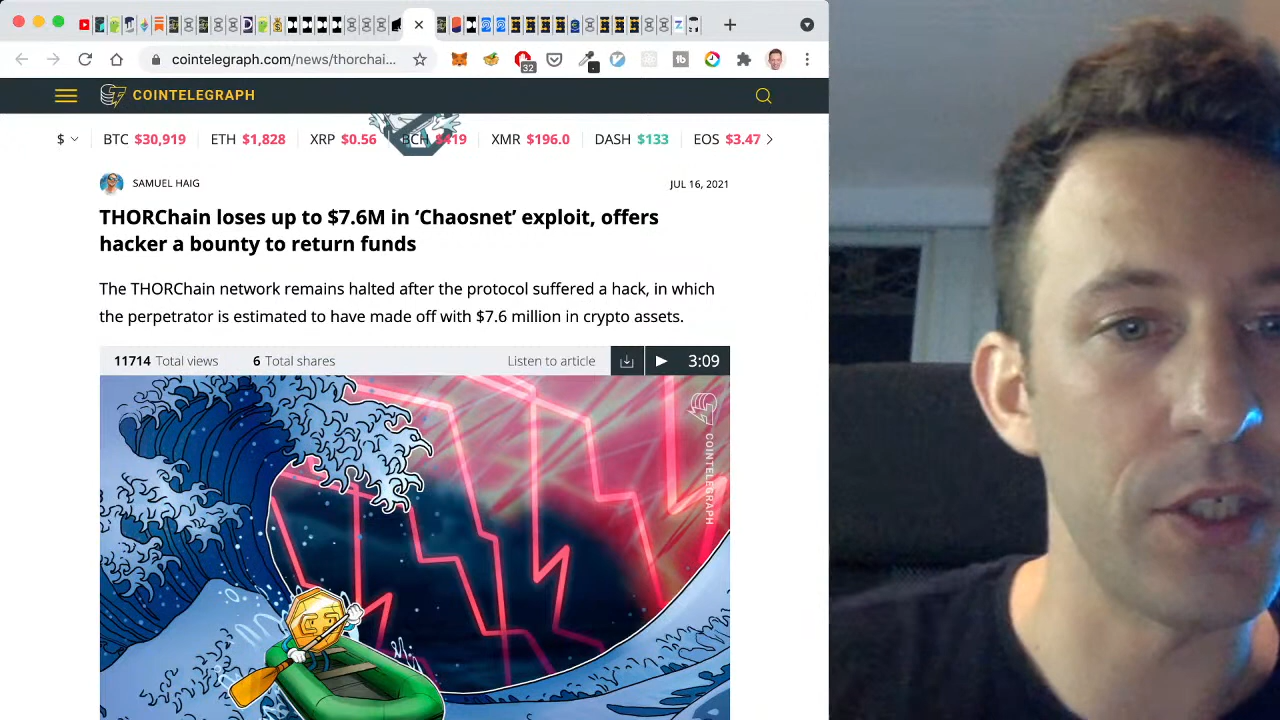 cointelegraph.com/news/thorchai...
32
COINTELEGRAPH
$ BTC $30,919 ETH $1,828 XRP $0.56 BCH $419 XMR $196.0 DASH $133 EOS $3.47
SAMUEL HAIG
JUL 16, 2021
THORChain loses up to $7.6M in ‘Chaosnet’ exploit, offers
hacker a bounty to return funds
The THORChain network remains halted after the protocol suffered a hack, in which
the perpetrator is estimated to have made off with $7.6 million in crypto assets.
11714 Total views 6 Total shares Listen to article 3:09
COINTELEGRAPH